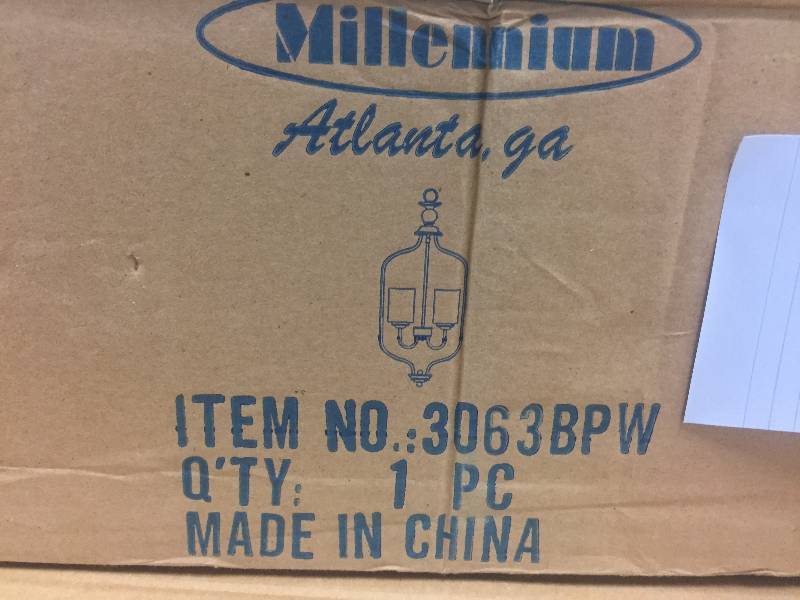 Millennium
Atlanta, ga
ITEM NO.:3063BPW
Q'TY: 1 PC
MADE IN CHINA